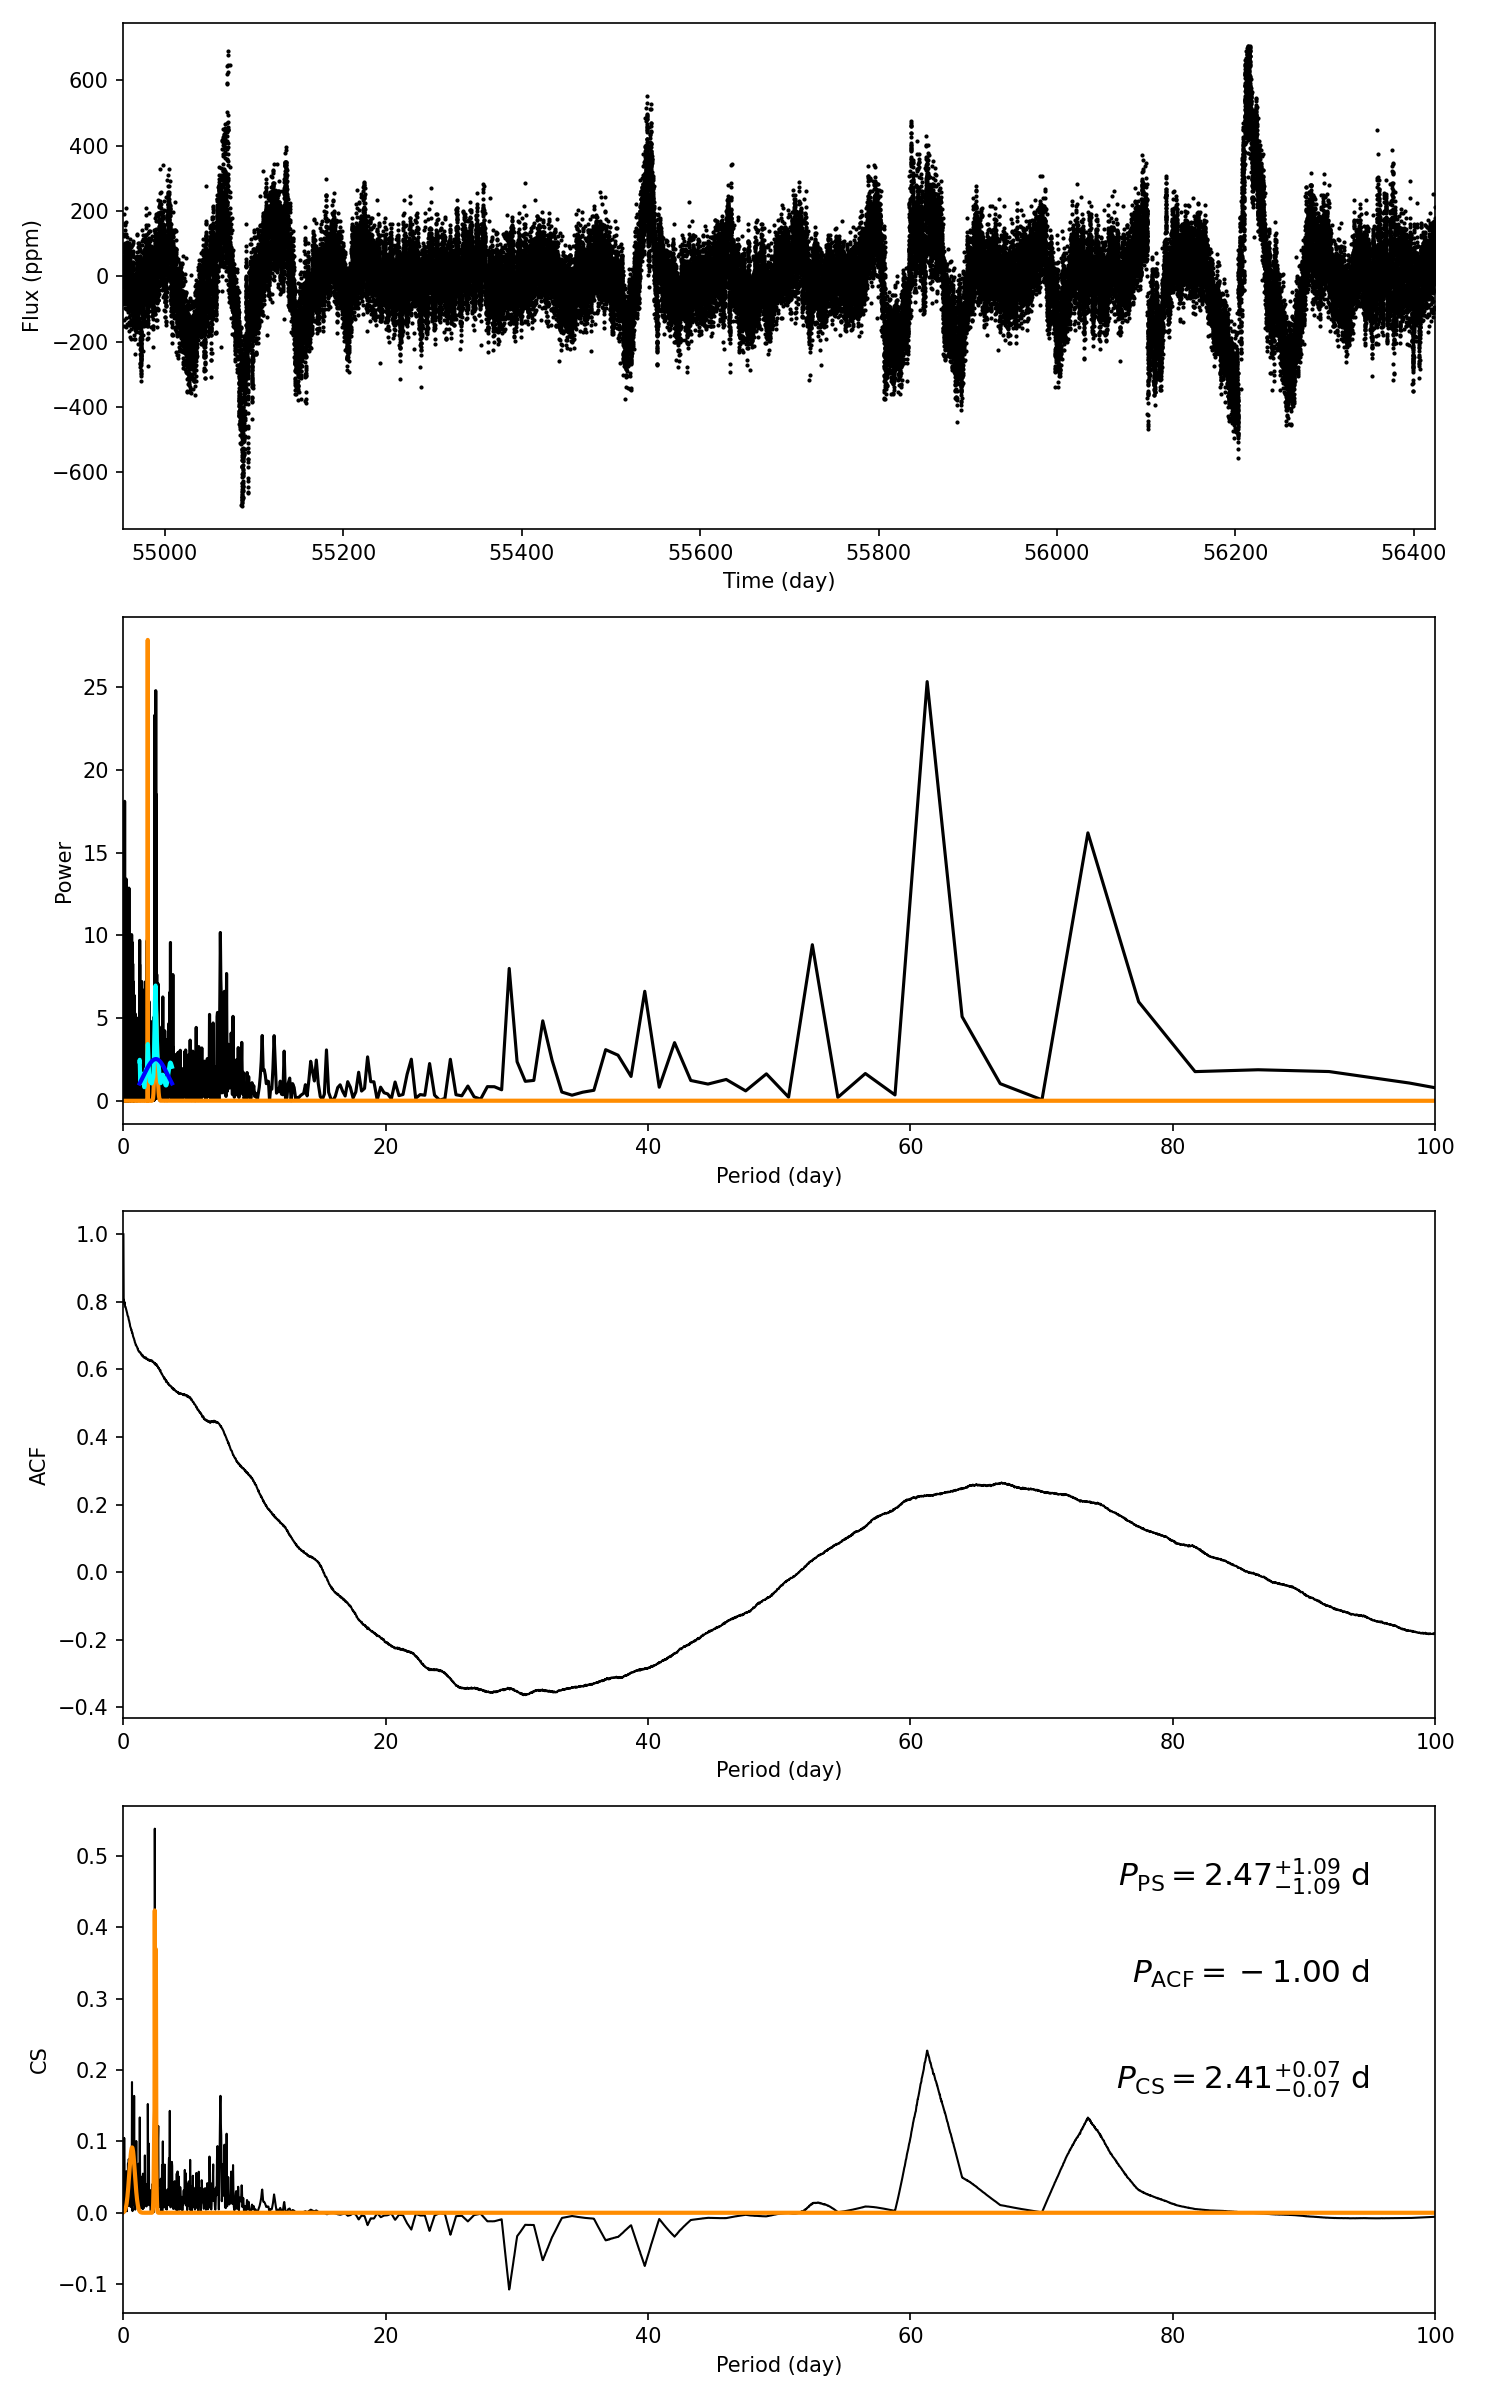 600
400
200
0
−200
−400
−600
Flux (ppm)
55000 55200 55400 55600 55800 56000 56200 56400
Time (day)
25
20
15
10
5
0
Power
0 20 40 60 80 100
Period (day)
1.0
0.8
0.6
0.4
0.2
0.0
−0.2
−0.4
ACF
0 20 40 60 80 100
Period (day)
0.5
0.4
0.3
0.2
0.1
0.0
−0.1
CS
P_PS = 2.47 +1.09 −1.09 d
P_ACF = −1.00 d
P_CS = 2.41 +0.07 −0.07 d
0 20 40 60 80 100
Period (day)